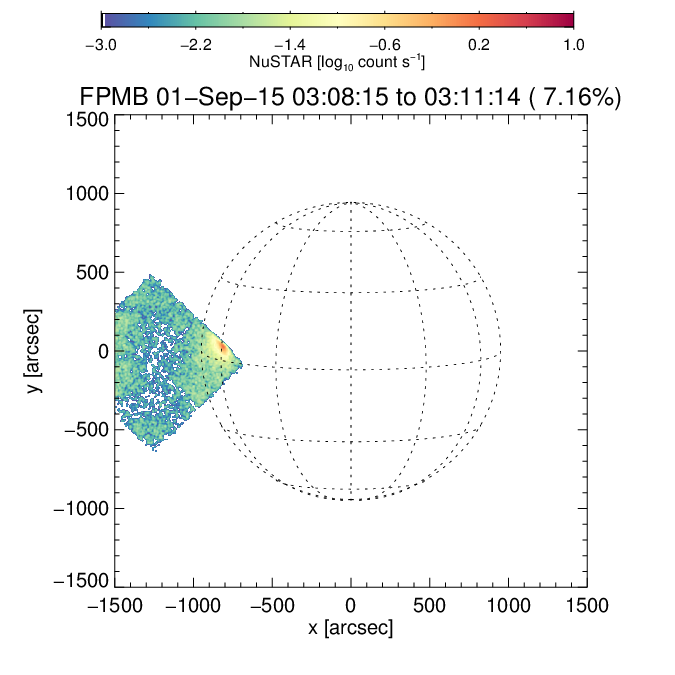 −3.0 −2.2 −1.4 −0.6 0.2 1.0
NuSTAR [log₁₀ count s⁻¹]
FPMB 01−Sep−15 03:08:15 to 03:11:14 ( 7.16%)
1500
1000
500
0
−500
−1000
−1500
y [arcsec]
−1500 −1000 −500 0 500 1000 1500
x [arcsec]